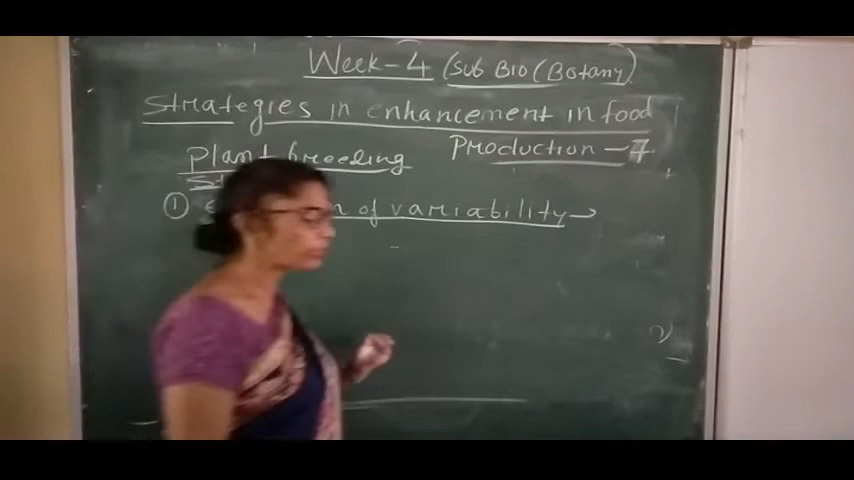 Week-4 (Sub Bio (Botany)
Strategies in enhancement in food
Plant breeding Production - 7
① of variability →